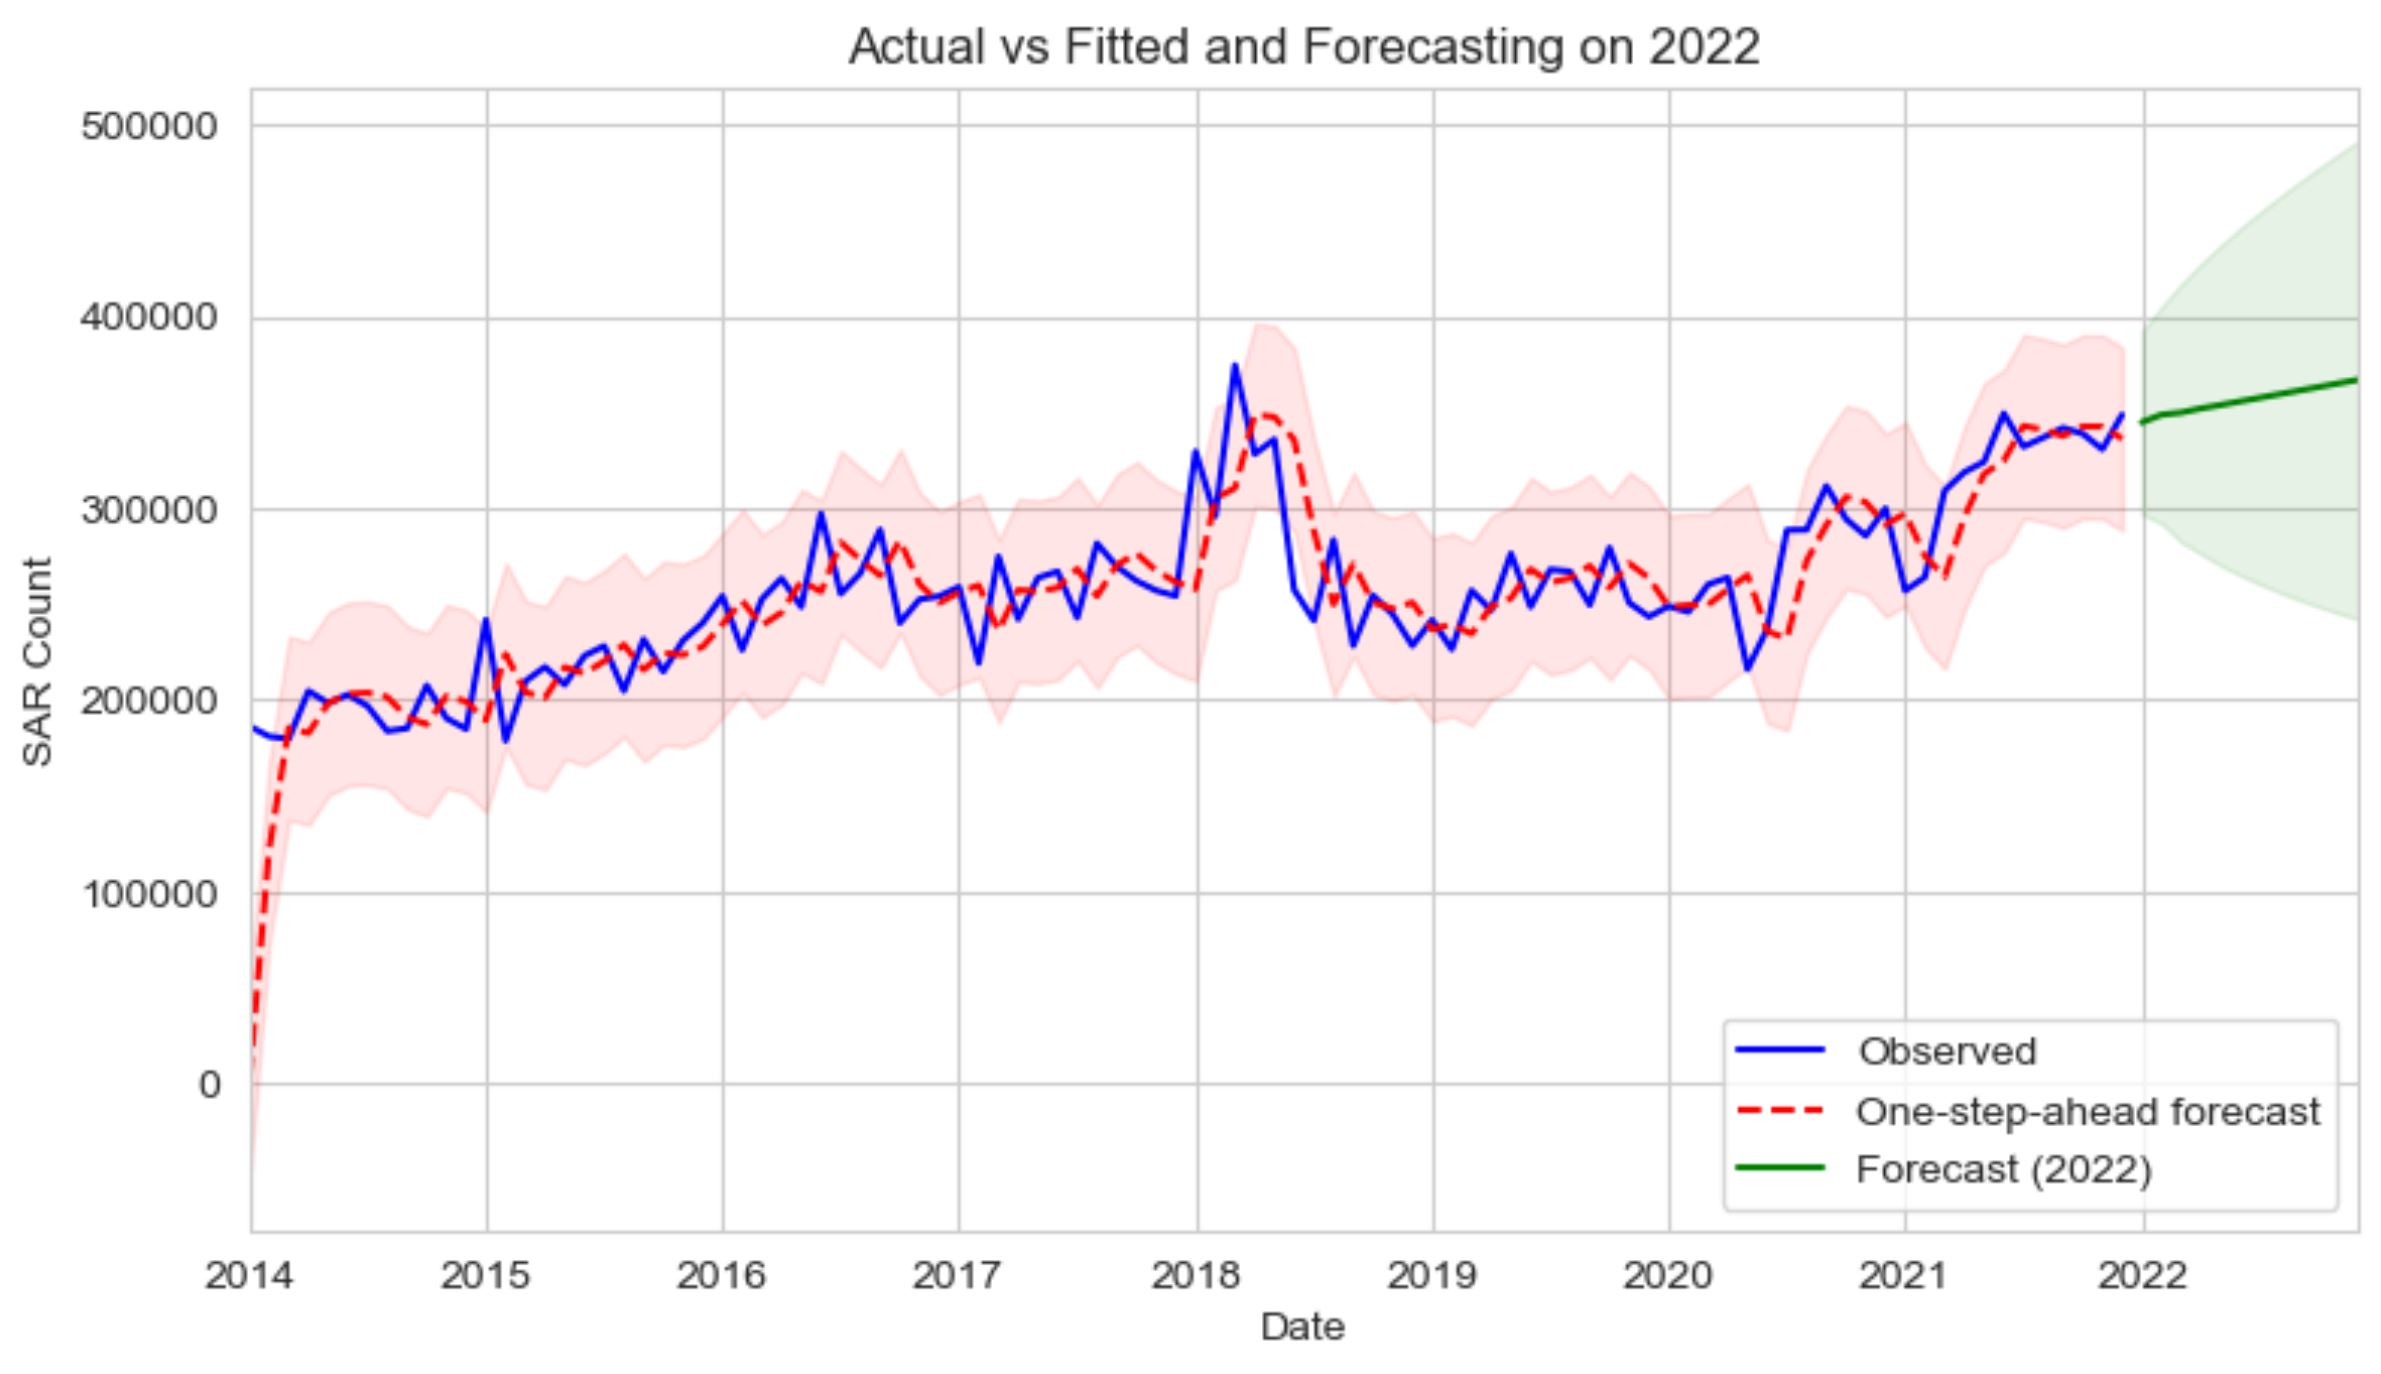 Actual vs Fitted and Forecasting on 2022
500000
400000
300000
200000
100000
0
SAR Count
2014 2015 2016 2017 2018 2019 2020 2021 2022
Date
Observed
One-step-ahead forecast
Forecast (2022)